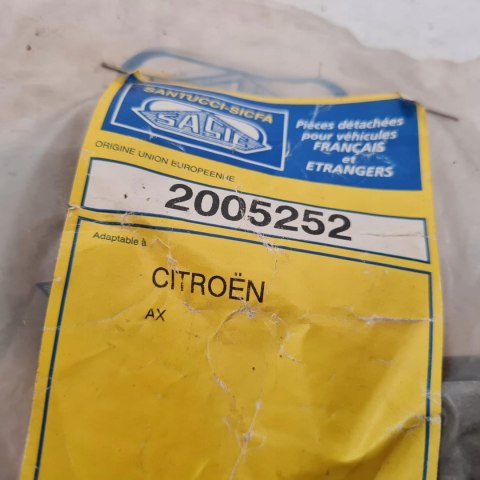 SANTUCCI-SICFA
SASIC
Pièces détachées
pour véhicules
FRANÇAIS
et
ETRANGERS
ORIGINE UNION EUROPEENNE
2005252
Adaptable à
CITROËN
AX